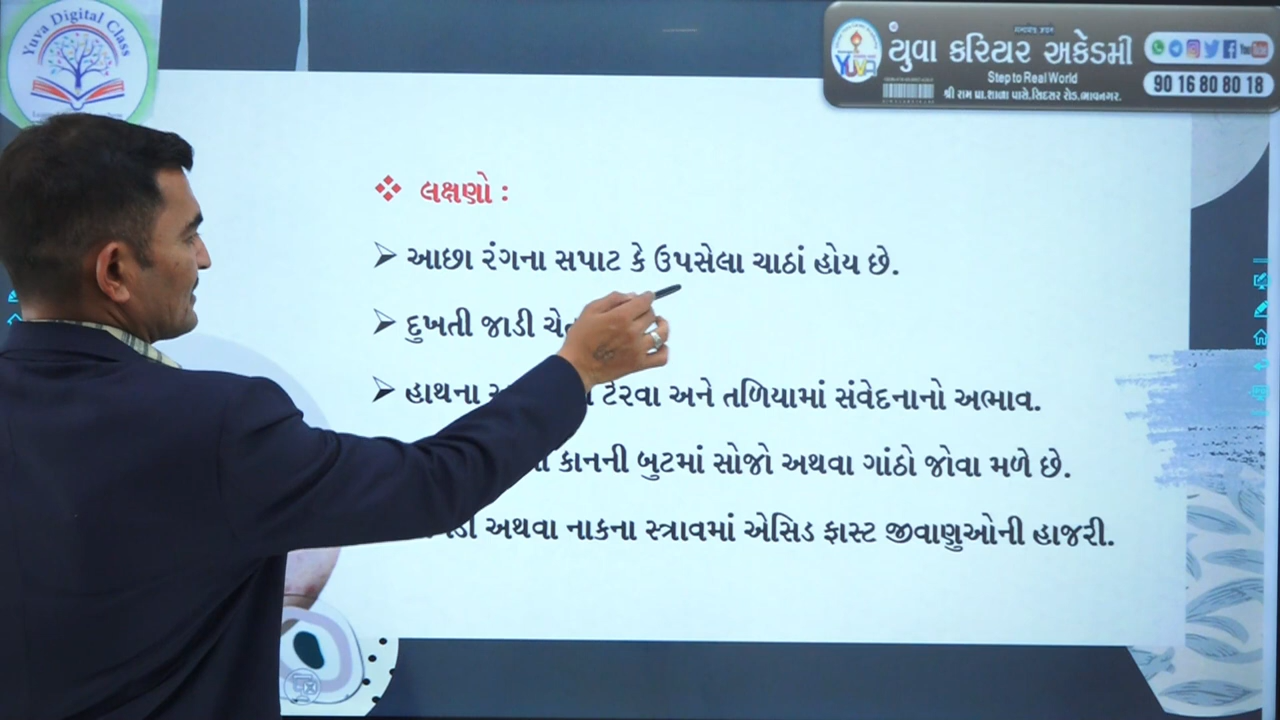 Yuva Digital Class
યુવા કરિયર અકેડમી
Step to Real World
શ્રી રામ પ્રા.શાળા પાસે.સિદસર રોડ.ભાવનગર.
90 16 80 80 18
YUVA
લક્ષણો :
આછા રંગના સપાટ કે ઉપસેલા ચાઠાં હોય છે.
દુખતી જાડી
હાથના ટેરવા અને તળિયામાં સંવેદનાનો અભાવ.
કાનની બુટમાં સોજો અથવા ગાંઠો જોવા મળે છે.
અથવા નાકના સ્ત્રાવમાં એસિડ ફાસ્ટ જીવાણુઓની હાજરી.